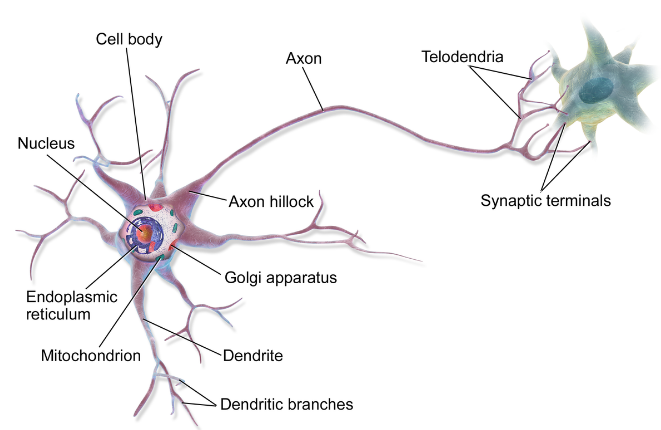 Cell body
Axon
Telodendria
Nucleus
Synaptic terminals
Axon hillock
Golgi apparatus
Endoplasmic
reticulum
Mitochondrion
Dendrite
Dendritic branches